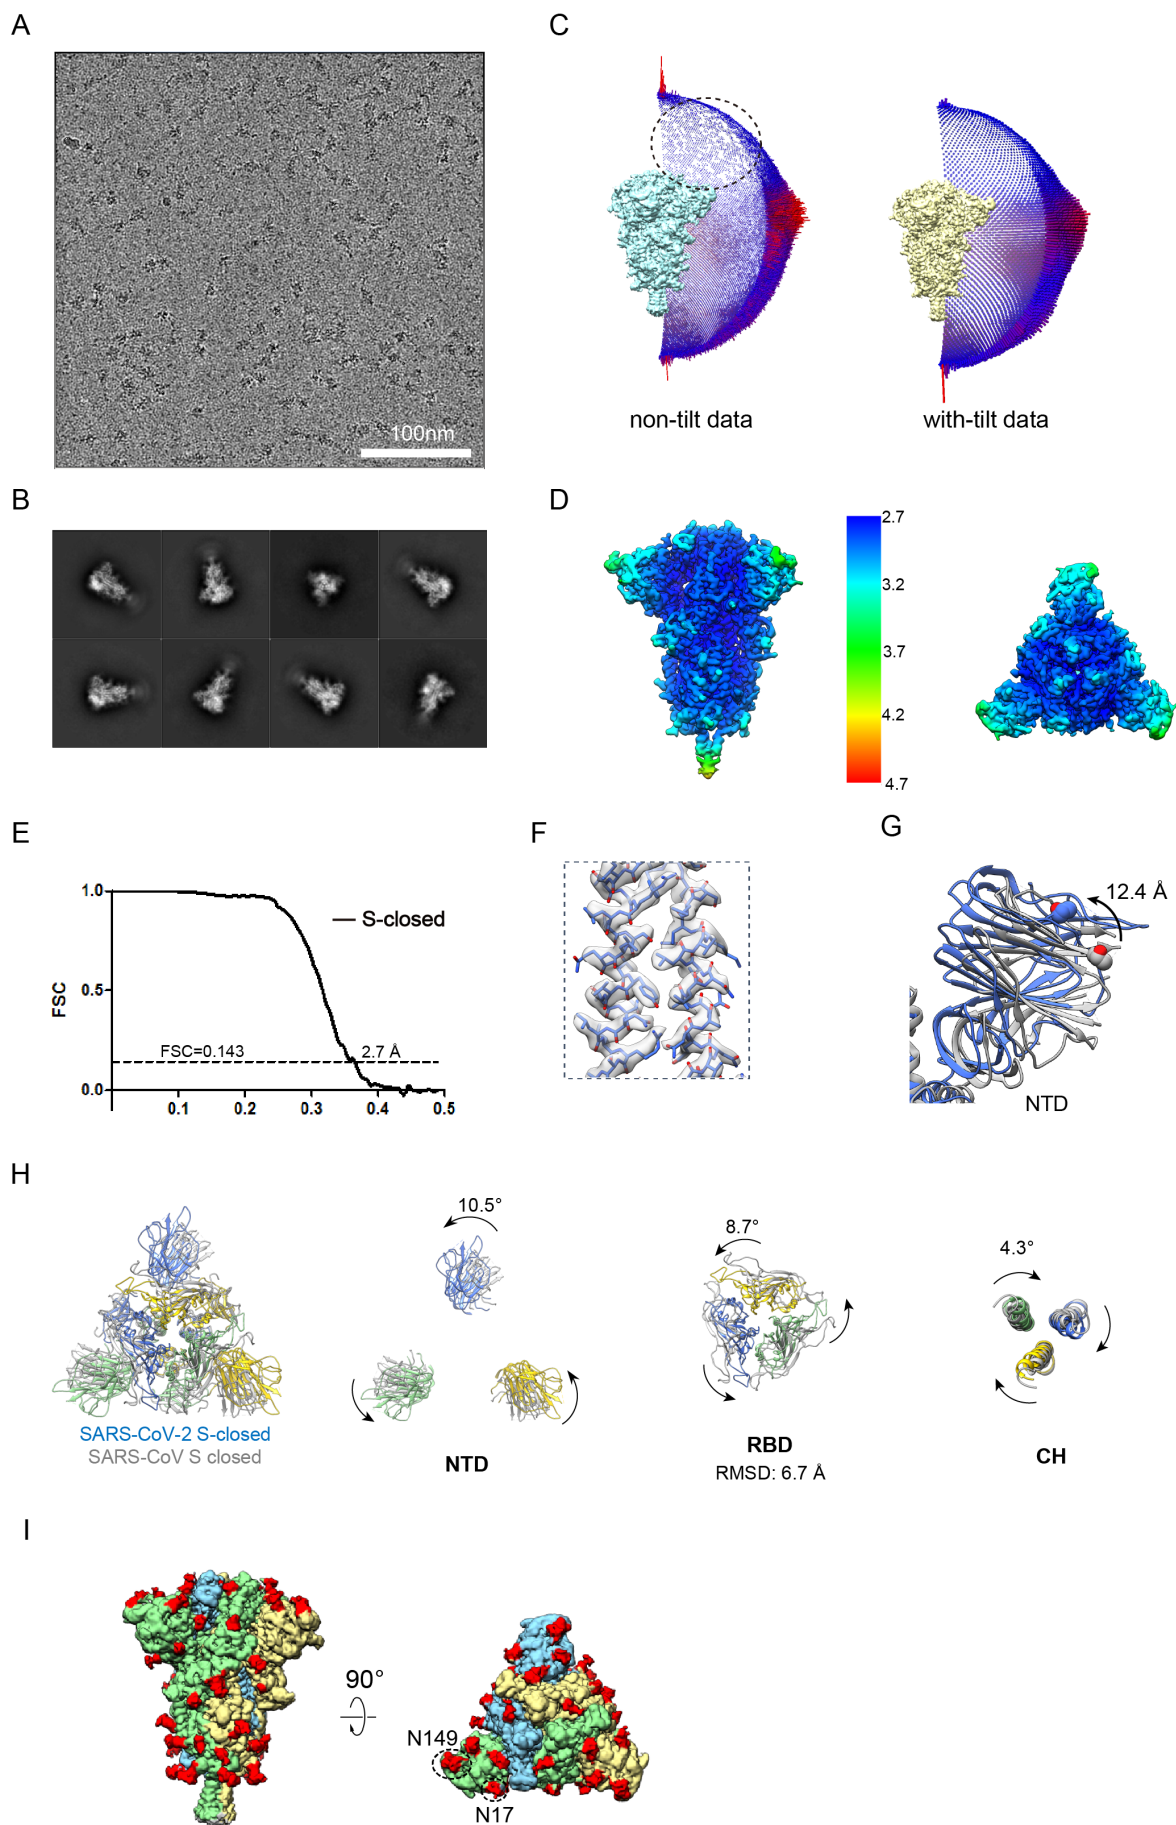 A
100nm
B
C
non-tilt data
with-tilt data
D
2.7
3.2
3.7
4.2
4.7
E
FSC
1.0
0.5
0.0
S-closed
FSC=0.143
2.7 Å
0.1
0.2
0.3
0.4
0.5
F
G
12.4 Å
NTD
H
SARS-CoV-2 S-closed
SARS-CoV S closed
10.5°
NTD
8.7°
RBD
RMSD: 6.7 Å
4.3°
CH
I
90°
N149
N17